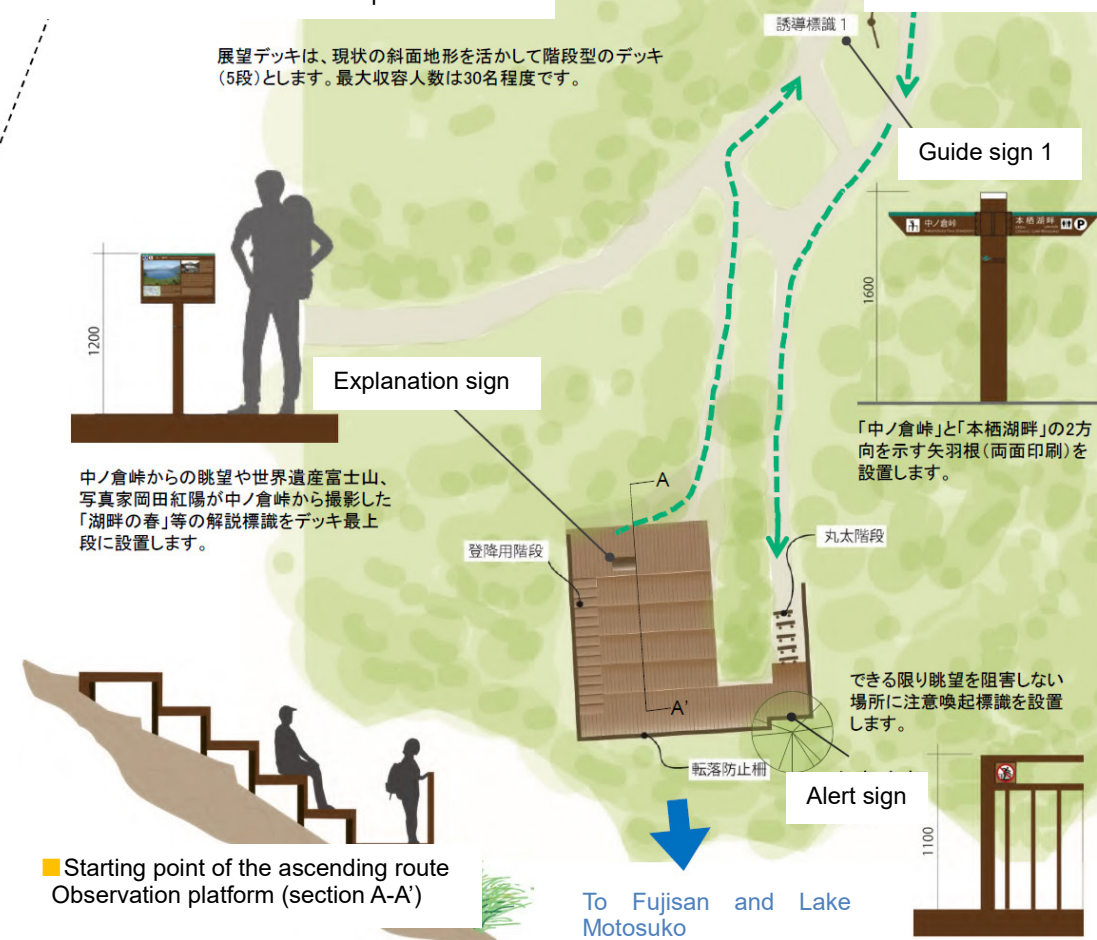 誘導標識 1
展望デッキは、現状の斜面地形を活かして階段型のデッキ
(5段)とします。最大収容人数は30名程度です。
Guide sign 1
中ノ倉峠
本栖湖畔
P
1600
1200
Explanation sign
「中ノ倉峠」と「本栖湖畔」の2方
向を示す矢羽根(両面印刷)を
設置します。
中ノ倉峠からの眺望や世界遺産富士山、
写真家岡田紅陽が中ノ倉峠から撮影した
「湖畔の春」等の解説標識をデッキ最上
段に設置します。
A
登降用階段
丸太階段
A’
できる限り眺望を阻害しない
場所に注意喚起標識を設置
します。
転落防止柵
Alert sign
1100
Starting point of the ascending route
Observation platform (section A-A’)
To Fujisan and Lake
Motosuko